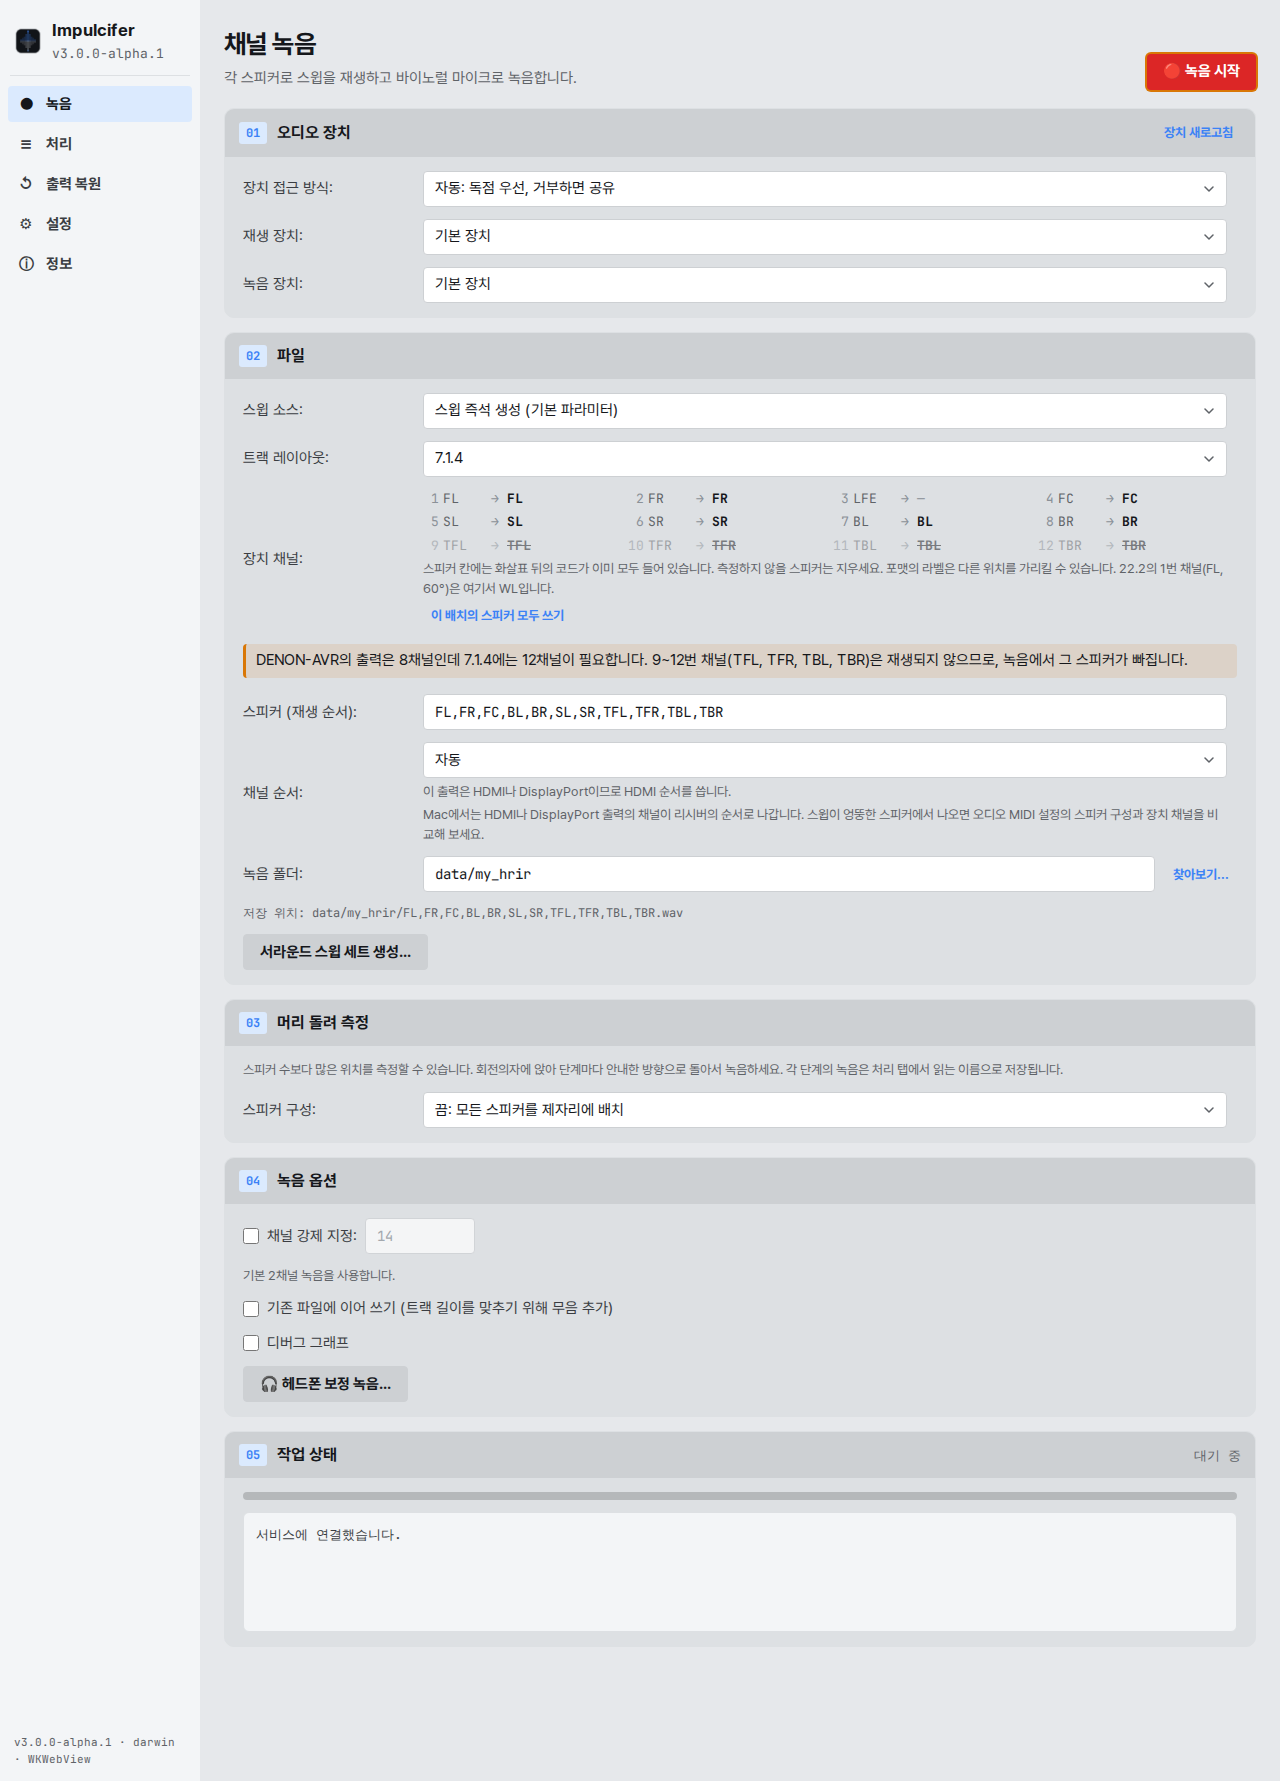 Impulcifer
v3.0.0-alpha.1
녹음
처리
출력 복원
설정
정보
채널 녹음
각 스피커로 스윕을 재생하고 바이노럴 마이크로 녹음합니다.
🔴 녹음 시작
01 오디오 장치
장치 새로고침
장치 접근 방식:
자동: 독점 우선, 거부하면 공유
재생 장치:
기본 장치
녹음 장치:
기본 장치
02 파일
스윕 소스:
스윕 즉석 생성 (기본 파라미터)
트랙 레이아웃:
7.1.4
장치 채널:
1 FL → FL 2 FR → FR 3 LFE → — 4 FC → FC
5 SL → SL 6 SR → SR 7 BL → BL 8 BR → BR
9 TFL → TFL 10 TFR → TFR 11 TBL → TBL 12 TBR → TBR
스피커 칸에는 화살표 뒤의 코드가 이미 모두 들어 있습니다. 측정하지 않을 스피커는 지우세요. 포맷의 라벨은 다른 위치를 가리킬 수 있습니다. 22.2의 1번 채널(FL,
60°)은 여기서 WL입니다.
이 배치의 스피커 모두 쓰기
DENON-AVR의 출력은 8채널인데 7.1.4에는 12채널이 필요합니다. 9~12번 채널(TFL, TFR, TBL, TBR)은 재생되지 않으므로, 녹음에서 그 스피커가 빠집니다.
스피커 (재생 순서):
FL,FR,FC,BL,BR,SL,SR,TFL,TFR,TBL,TBR
채널 순서:
자동
이 출력은 HDMI나 DisplayPort이므로 HDMI 순서를 씁니다.
Mac에서는 HDMI나 DisplayPort 출력의 채널이 리시버의 순서로 나갑니다. 스윕이 엉뚱한 스피커에서 나오면 오디오 MIDI 설정의 스피커 구성과 장치 채널을 비
교해 보세요.
녹음 폴더:
data/my_hrir
찾아보기...
저장 위치: data/my_hrir/FL,FR,FC,BL,BR,SL,SR,TFL,TFR,TBL,TBR.wav
서라운드 스윕 세트 생성...
03 머리 돌려 측정
스피커 수보다 많은 위치를 측정할 수 있습니다. 회전의자에 앉아 단계마다 안내한 방향으로 돌아서 녹음하세요. 각 단계의 녹음은 처리 탭에서 읽는 이름으로 저장됩니다.
스피커 구성:
끔: 모든 스피커를 제자리에 배치
04 녹음 옵션
채널 강제 지정:
14
기본 2채널 녹음을 사용합니다.
기존 파일에 이어 쓰기 (트랙 길이를 맞추기 위해 무음 추가)
디버그 그래프
🎧 헤드폰 보정 녹음...
05 작업 상태
대기 중
서비스에 연결했습니다.
v3.0.0-alpha.1 · darwin
· WKWebView